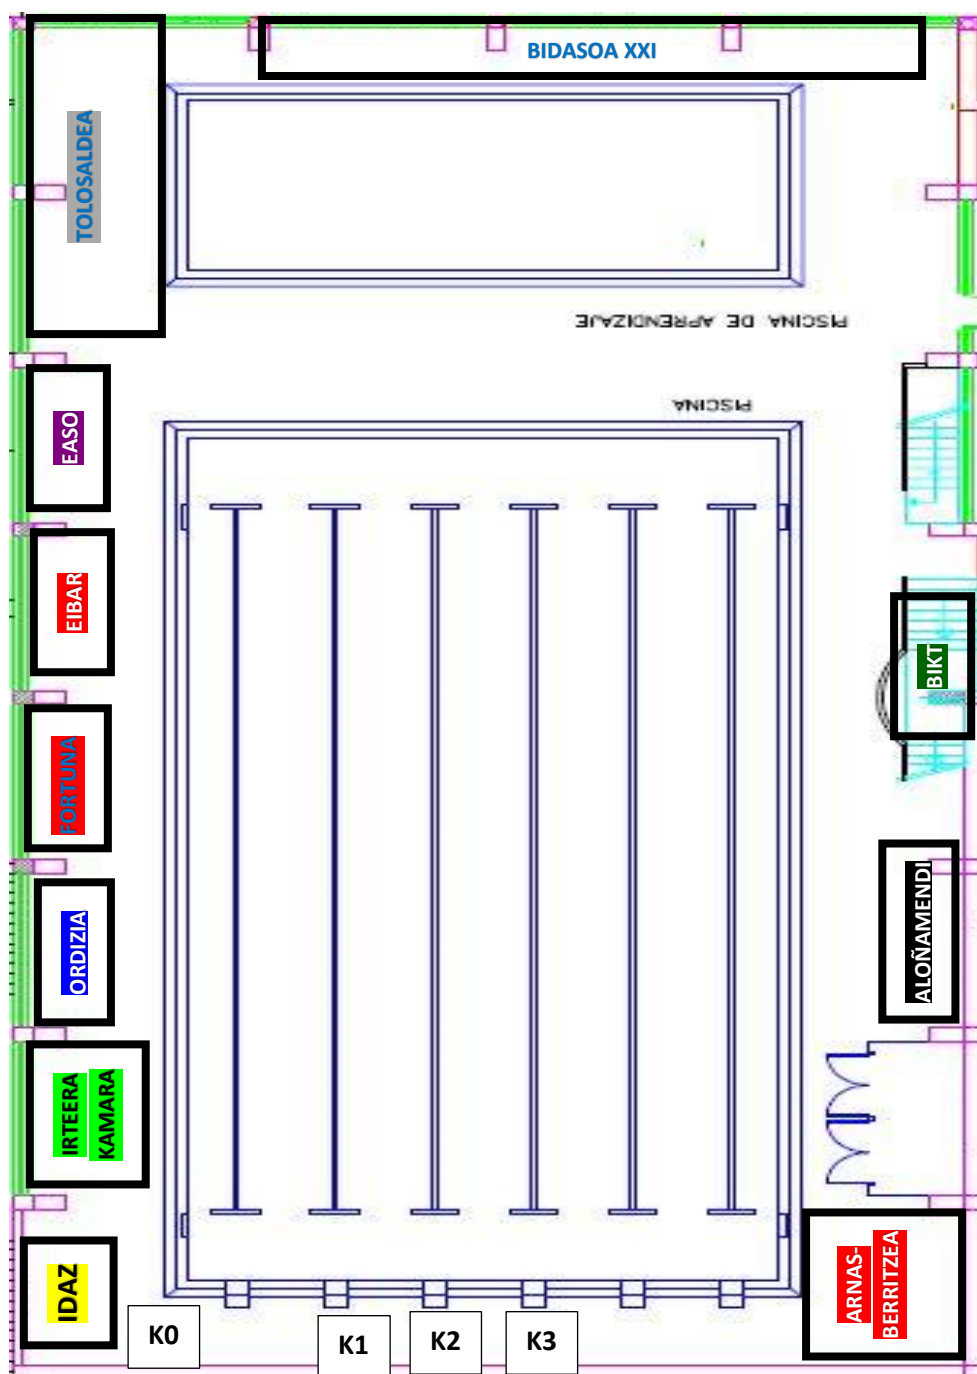 BIDASOA XXI
TOLOSALDEA
PISCINA DE APRENDIZAJE
PISCINA
EASO
EIBAR
BIKT
FORTUNA
ALOÑAMENDI
ORDIZIA
IRTEERA
KAMARA
ARNAS-
BERRITZEA
IDAZ
K0
K1
K2
K3